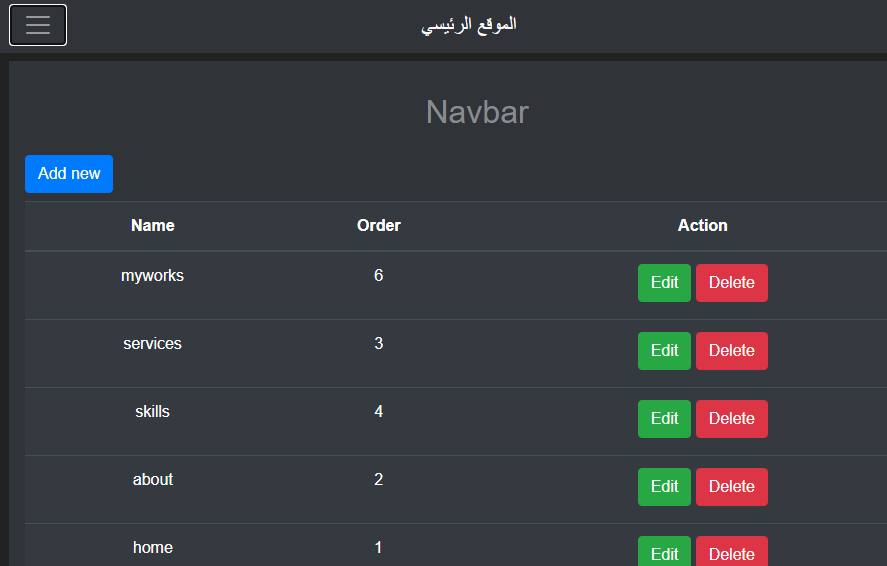 الموقع الرئيسي
Navbar
Add new
Name Order Action
myworks 6 Edit Delete
services 3 Edit Delete
skills 4 Edit Delete
about 2 Edit Delete
home 1 Edit Delete